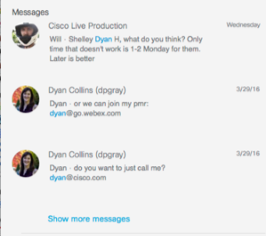 Messages
Cisco Live Production
Wednesday
Will - Shelley Dyan H, what do you think? Only
time that doesn't work is 1-2 Monday for them.
Later is better
Dyan Collins (dpgray)
3/29/16
Dyan - or we can join my pmr:
dyan@go.webex.com
Dyan Collins (dpgray)
3/29/16
Dyan - do you want to just call me?
dyan@cisco.com
Show more messages